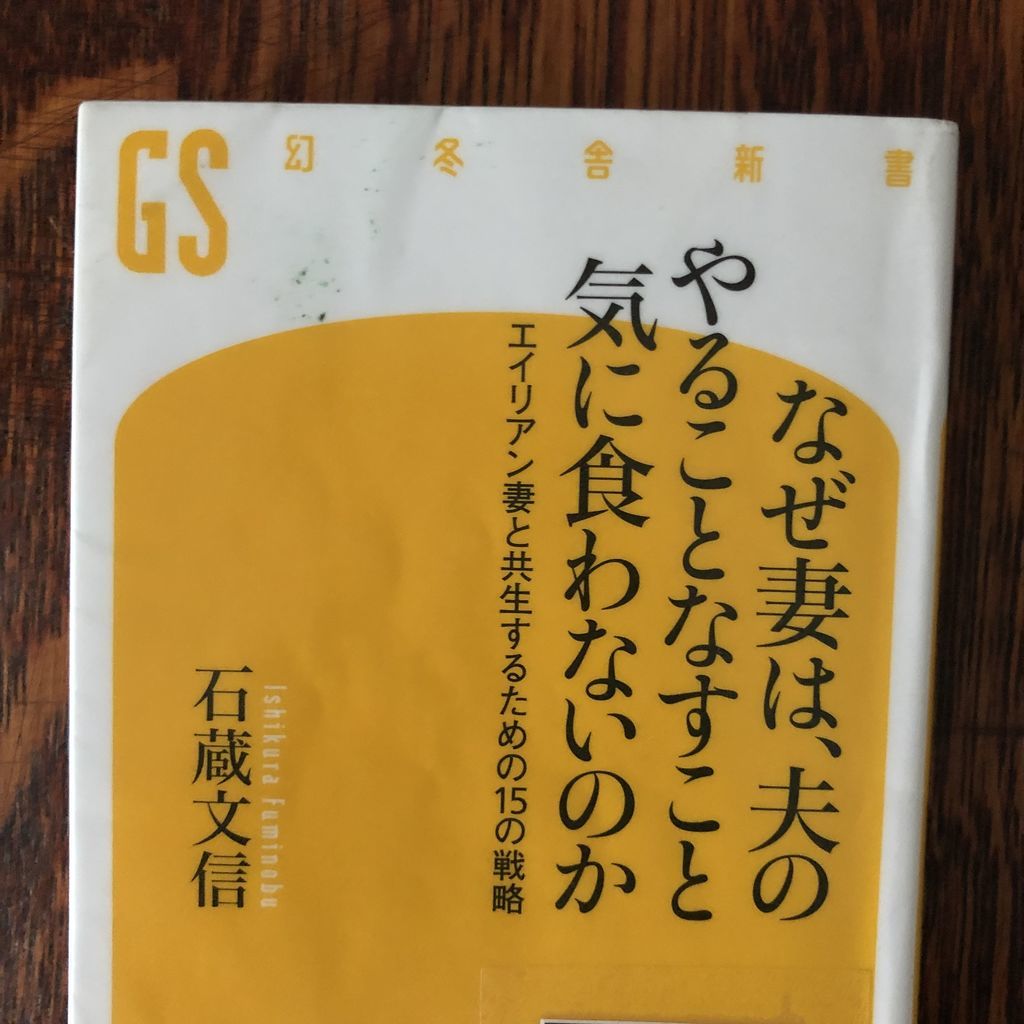 GS
幻冬舎新書
なぜ妻は、夫の
やることなすこと
気に食わないのか
エイリアン妻と共生するための15の戦略
石蔵文信
Ishikura Fuminobu